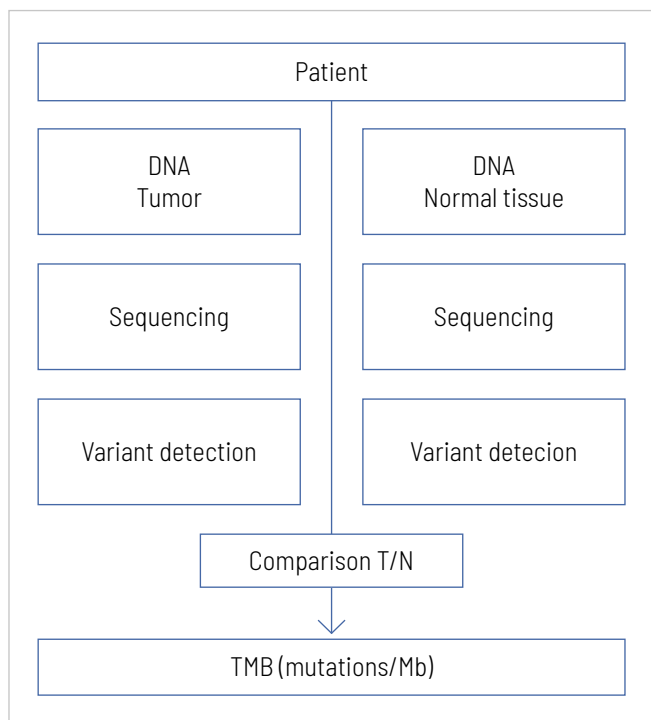 Patient
DNA
Tumor
DNA
Normal tissue
Sequencing
Sequencing
Variant detection
Variant detecion
Comparison T/N
TMB (mutations/Mb)